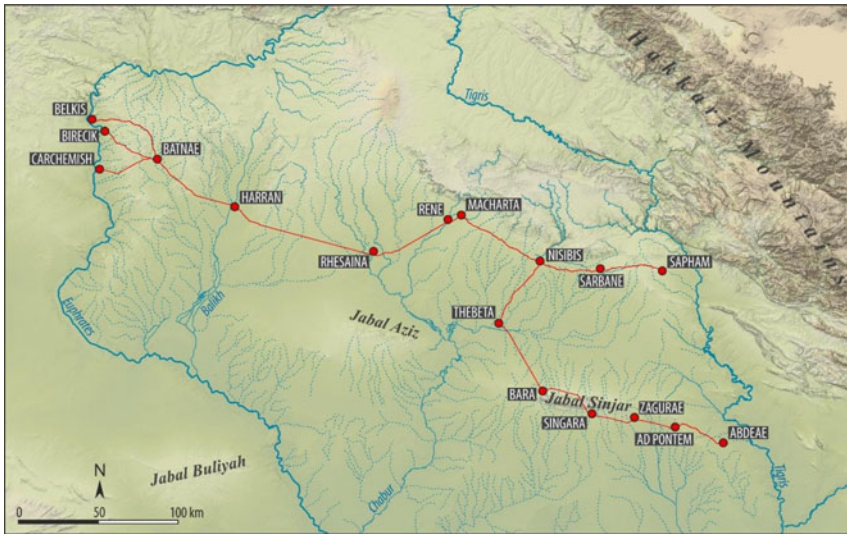 Hakkari Mountains
Tigris
BELKIS
BIRECIK
BATNAE
CARCHEMISH
HARRAN
RENE
MACHARTA
RHESAINA
NISIBIS
SAPHAM
SARBANE
Euphrates
Balikh
THEBETA
Jabal Aziz
BARA
Jabal Sinjar
ZAGURAE
SINGARA
AD PONTEM
ABDEAE
Jabal Buliyah
Chabur
Tigris
N
0 50 100 km